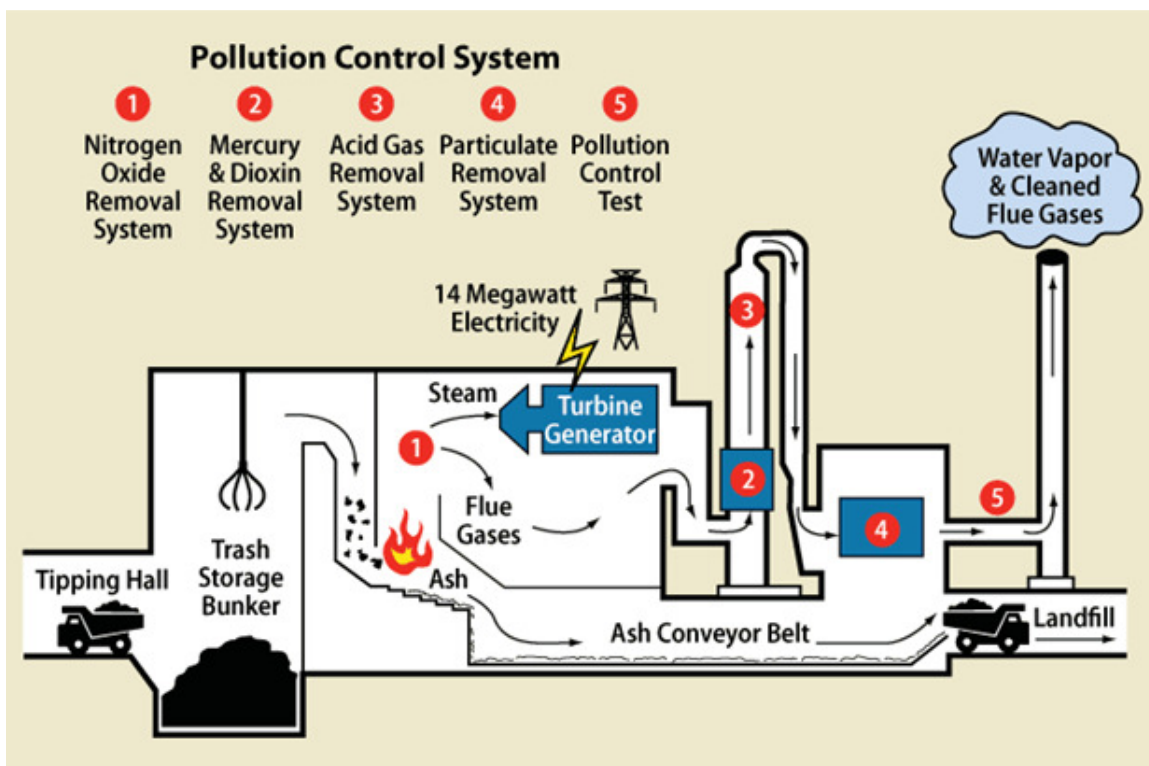 Pollution Control System
1
2
3
4
5
Nitrogen
Oxide
Removal
System
Mercury
& Dioxin
Removal
System
Acid Gas
Removal
System
Particulate
Removal
System
Pollution
Control
Test
Water Vapor
& Cleaned
Flue Gases
14 Megawatt
Electricity
3
Steam
Turbine
Generator
1
2
Flue
Gases
5
4
Tipping Hall
Trash
Storage
Bunker
Ash
Ash Conveyor Belt
Landfill